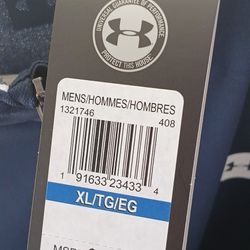 UNIVERSAL GUARANTEE OF PERFORMANCE
PROTECT THIS HOUSE
MENS/HOMMES/HOMBRES
1321746
408
1 91633 23433 4
XL/TG/EG